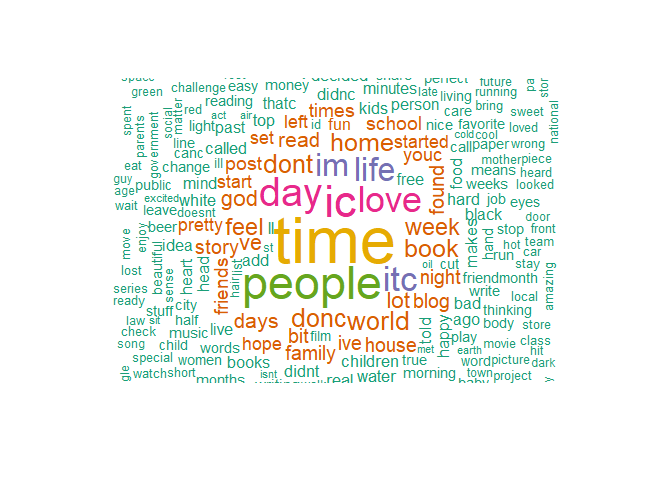 decided
perfect
green challenge easy money didnc minutes late living future running
reading thatc times kids person care bring sweet stor
spent parents government social matter red act air top left id fun school nice favorite loved national
light past set read home started cold cool
line canc called call paper wrong
eat change ill post dont im life youc found food mother piece
guy public mind start day ic love free means heard
age excited white god weeks looked
wait leave doesnt hard job eyes
beer pretty feel ll time week black door
move enjoy idea story ve st book makes hand stop front
beautiful heart head hot team
lost sense friends hair list add people itc night oil cut run car
stay
series friend month amazing
ready stuff city days donc world lot blog bad write local
law sit half bit film told happy ago thinking
check music live ive body store
song child words hope family house met play movie class
special women books children true earth word picture hit
watch short isnt didnt real water morning town project dark
months